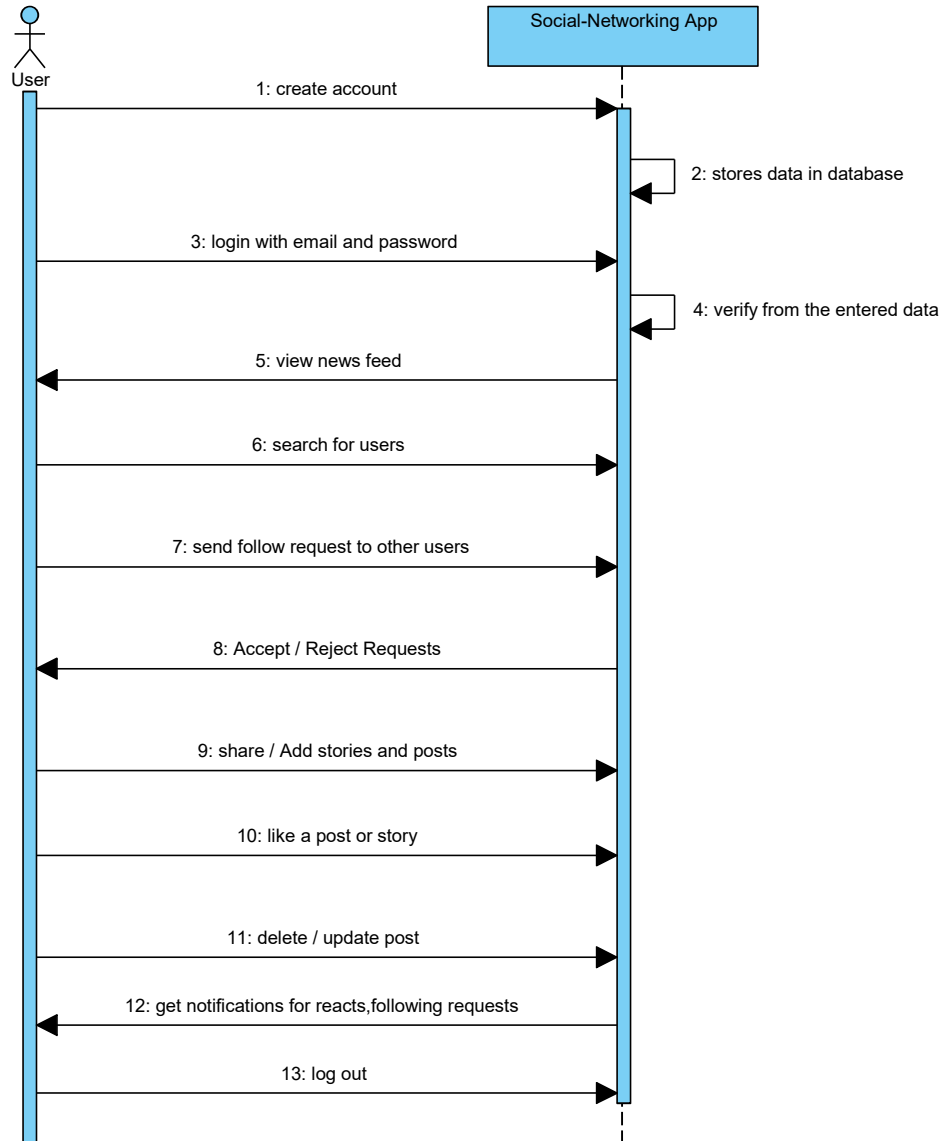 Social-Networking App
User
1: create account
2: stores data in database
3: login with email and password
4: verify from the entered data
5: view news feed
6: search for users
7: send follow request to other users
8: Accept / Reject Requests
9: share / Add stories and posts
10: like a post or story
11: delete / update post
12: get notifications for reacts,following requests
13: log out